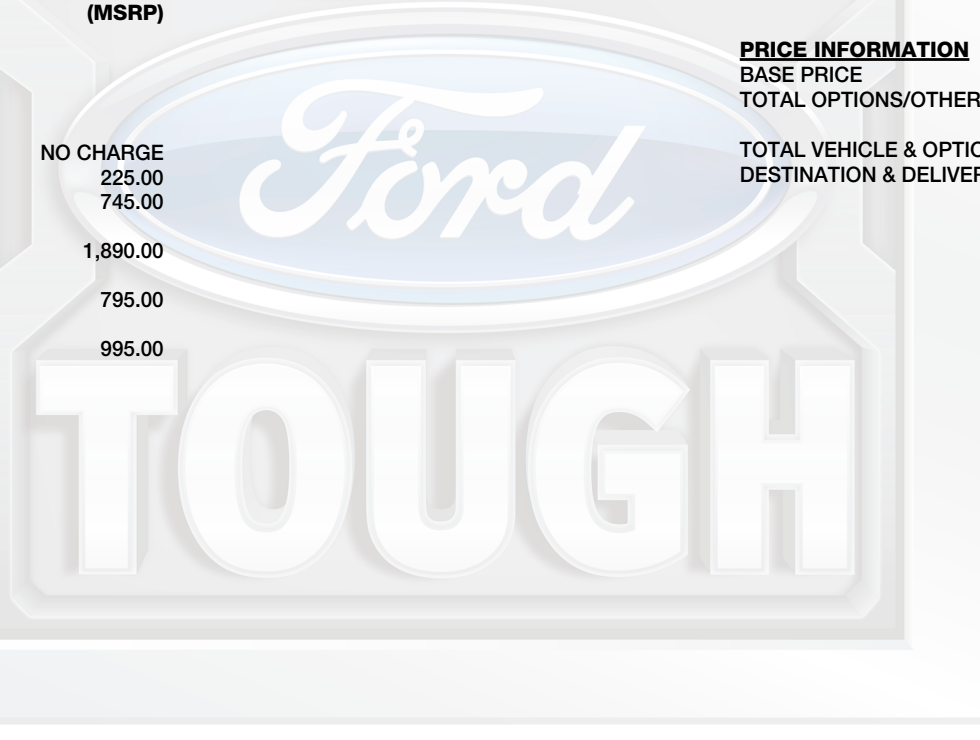 (MSRP)
NO CHARGE
225.00
745.00
1,890.00
795.00
995.00
PRICE INFORMATION
BASE PRICE
TOTAL OPTIONS/OTHER
TOTAL VEHICLE & OPTIO
DESTINATION & DELIVER
Ford
TOUGH